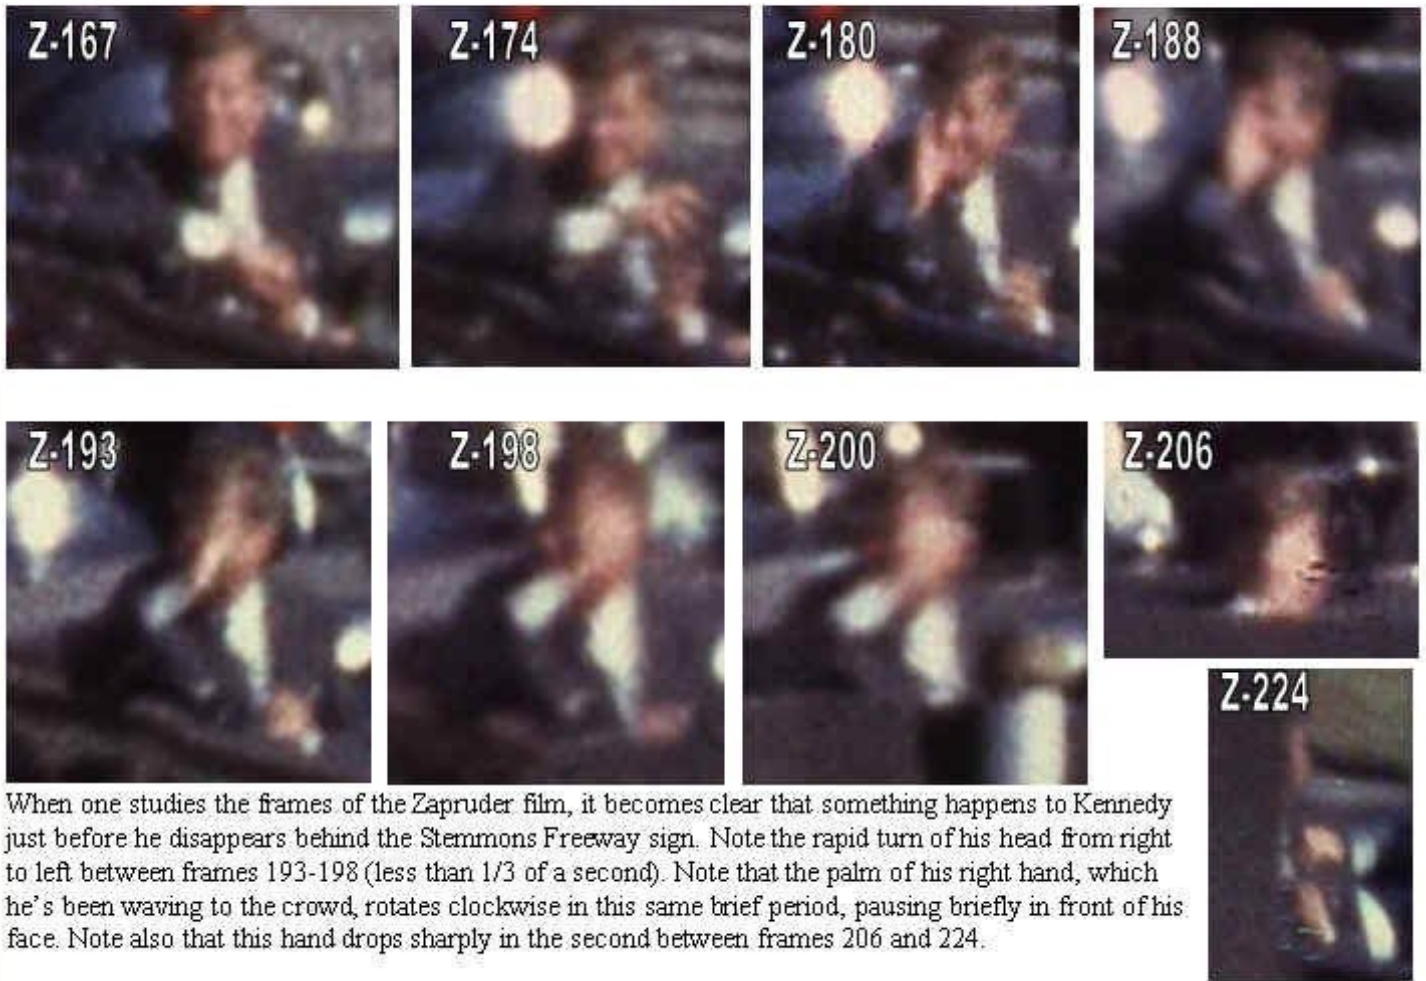 Z-167
Z-174
Z-180
Z-188
Z-193
Z-198
Z-200
Z-206
Z-224
When one studies the frames of the Zapruder film, it becomes clear that something happens to Kennedy
just before he disappears behind the Stemmons Freeway sign. Note the rapid turn of his head from right
to left between frames 193-198 (less than 1/3 of a second). Note that the palm of his right hand, which
he's been waving to the crowd, rotates clockwise in this same brief period, pausing briefly in front of his
face. Note also that this hand drops sharply in the second between frames 206 and 224.